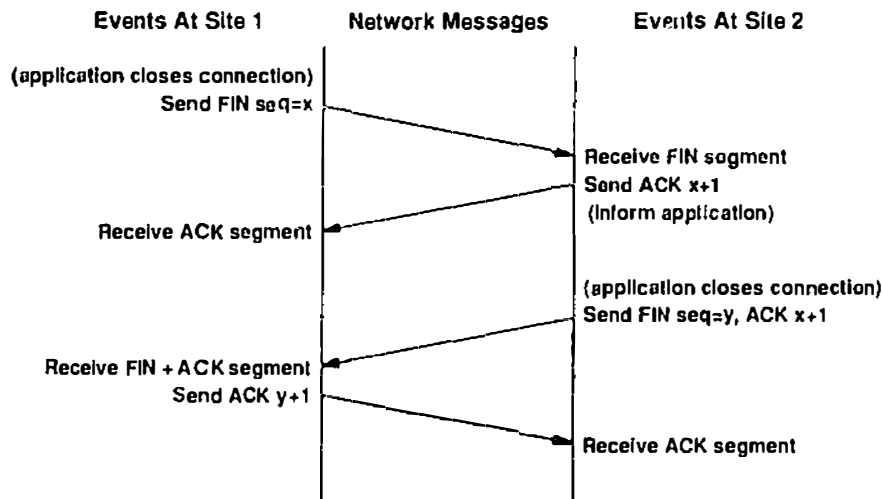 Events At Site 1
Network Messages
Events At Site 2
(application closes connection)
Send FIN seq=x
Receive FIN segment
Send ACK x+1
(inform application)
Receive ACK segment
(application closes connection)
Send FIN seq=y, ACK x+1
Receive FIN + ACK segment
Send ACK y+1
Receive ACK segment